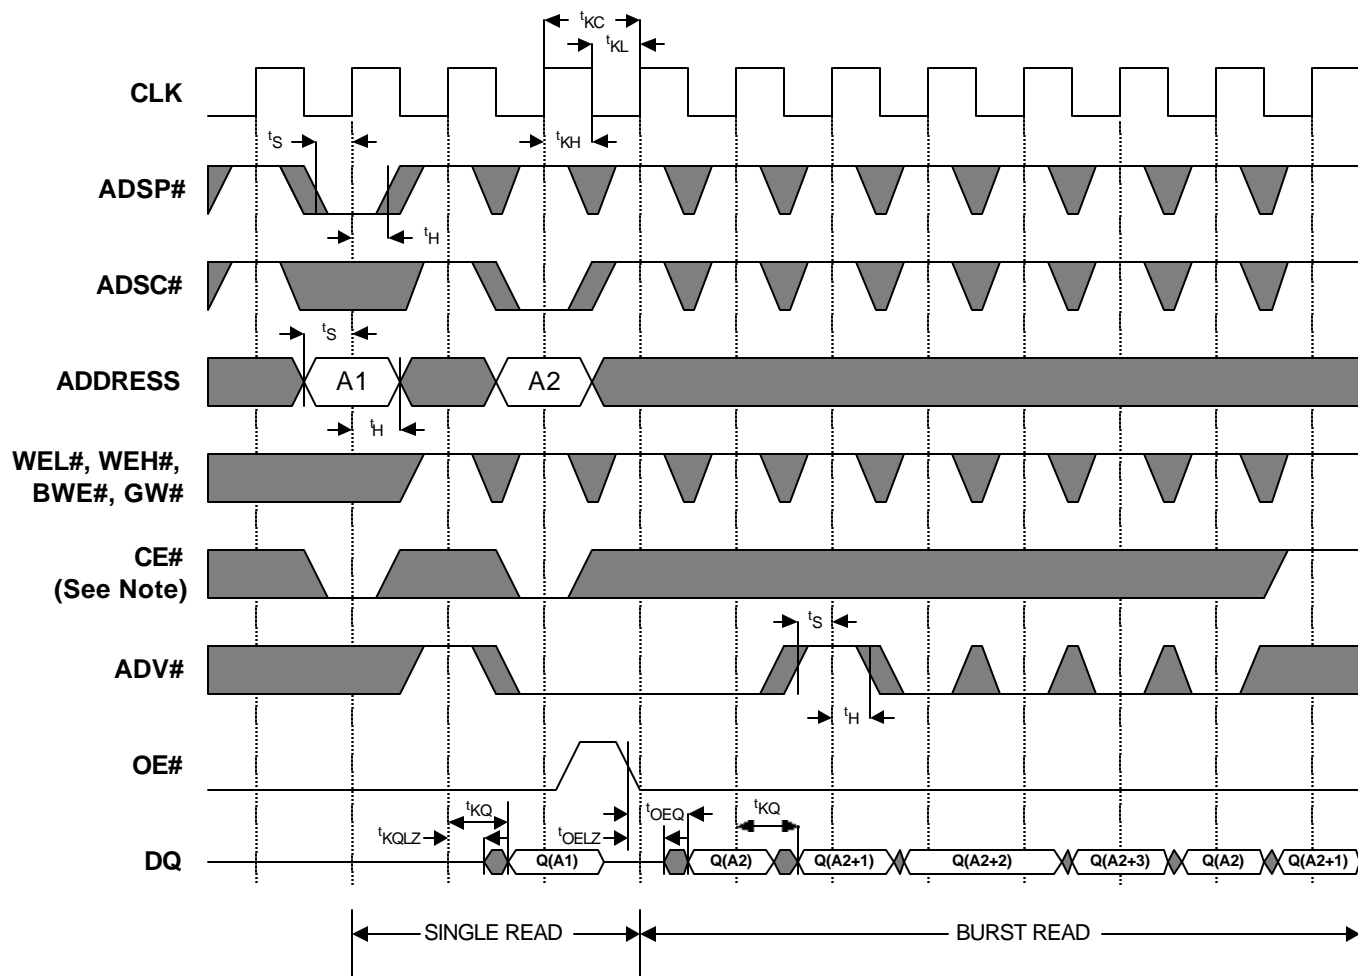 tKC
tKL
CLK
tS
tKH
ADSP#
tH
ADSC#
tS
ADDRESS
A1
A2
tH
WEL#, WEH#,
BWE#, GW#
CE#
(See Note)
tS
ADV#
tH
OE#
tKQ
tOEQ
tKQ
tKQLZ
tOELZ
DQ
Q(A1)
Q(A2)
Q(A2+1)
Q(A2+2)
Q(A2+3)
Q(A2)
Q(A2+1)
SINGLE READ
BURST READ